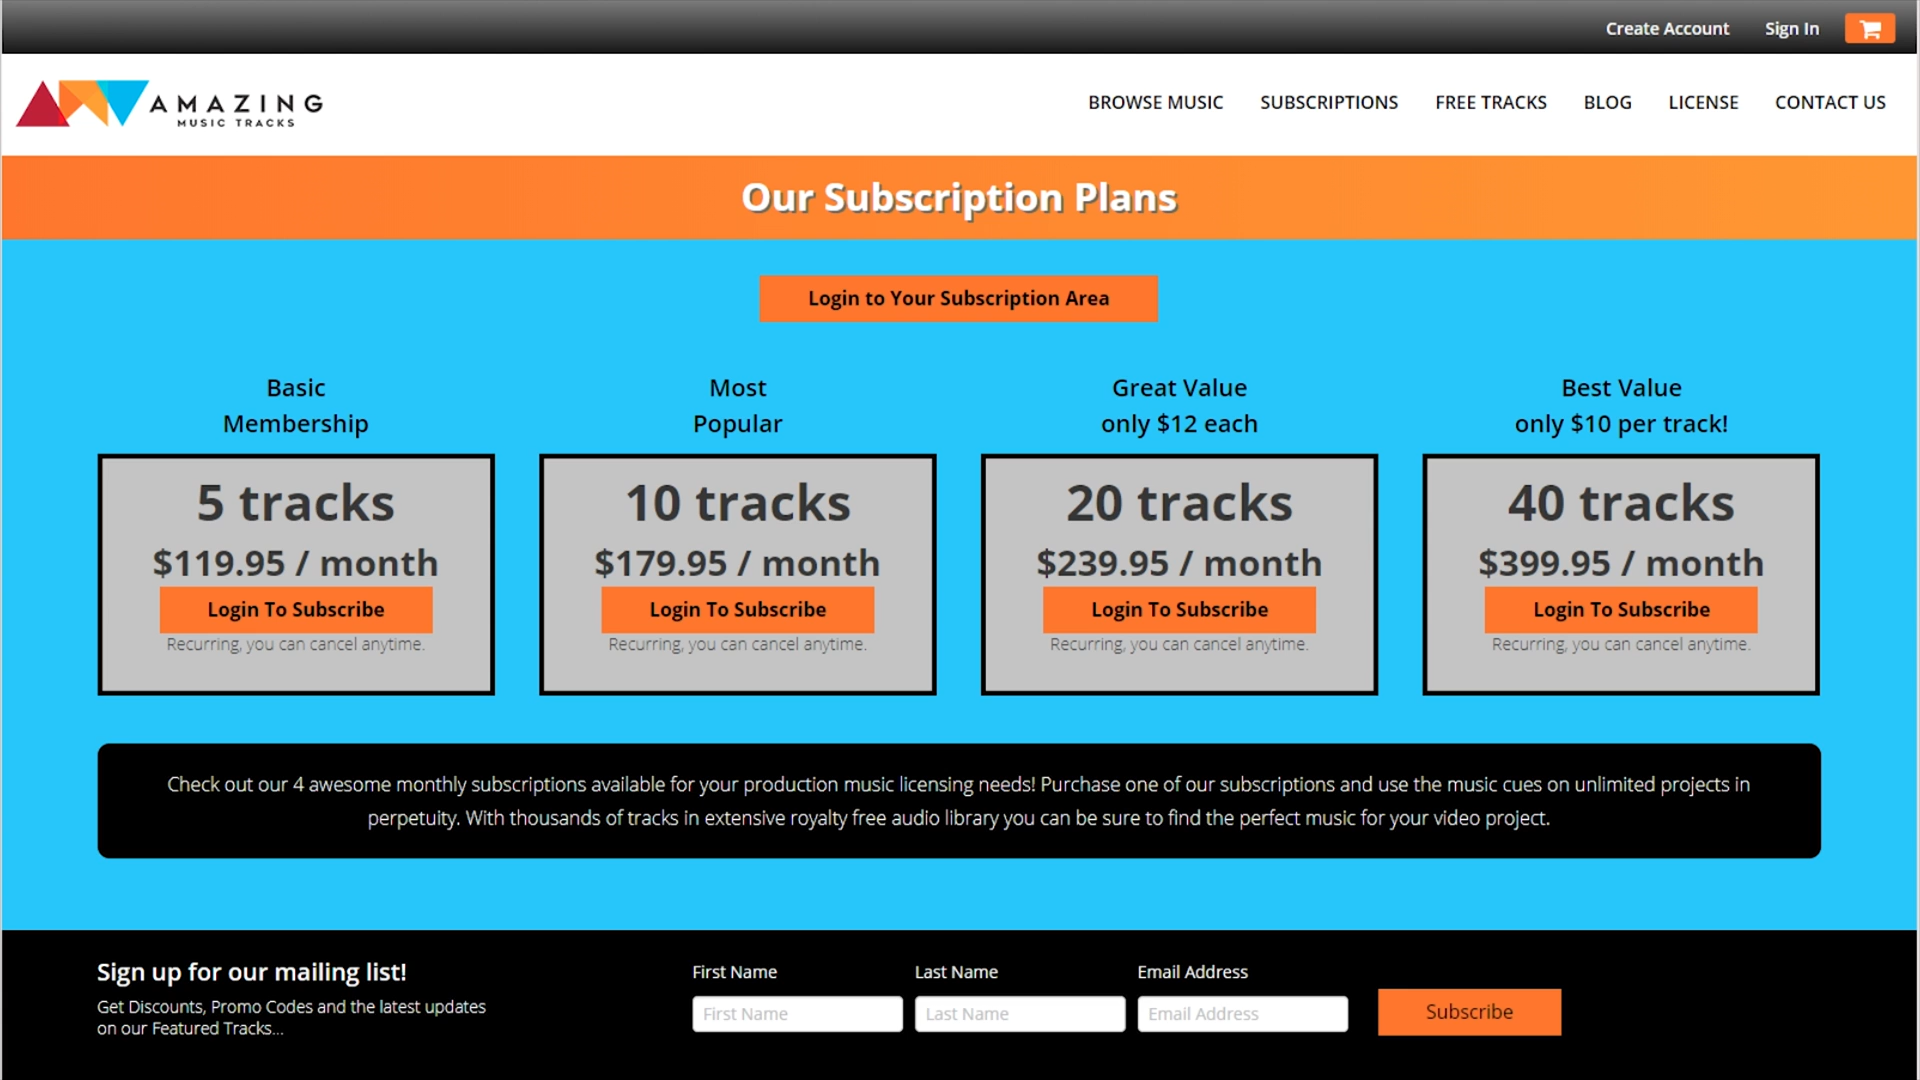 Create Account Sign In
AMAZING
MUSIC TRACKS
BROWSE MUSIC SUBSCRIPTIONS FREE TRACKS BLOG LICENSE CONTACT US
Our Subscription Plans
Login to Your Subscription Area
Basic
Membership
5 tracks
$119.95 / month
Login To Subscribe
Recurring, you can cancel anytime.
Most
Popular
10 tracks
$179.95 / month
Login To Subscribe
Recurring, you can cancel anytime.
Great Value
only $12 each
20 tracks
$239.95 / month
Login To Subscribe
Recurring, you can cancel anytime.
Best Value
only $10 per track!
40 tracks
$399.95 / month
Login To Subscribe
Recurring, you can cancel anytime.
Check out our 4 awesome monthly subscriptions available for your production music licensing needs! Purchase one of our subscriptions and use the music cues on unlimited projects in
perpetuity. With thousands of tracks in extensive royalty free audio library you can be sure to find the perfect music for your video project.
Sign up for our mailing list!
Get Discounts, Promo Codes and the latest updates
on our Featured Tracks...
First Name Last Name Email Address
First Name Last Name Email Address
Subscribe